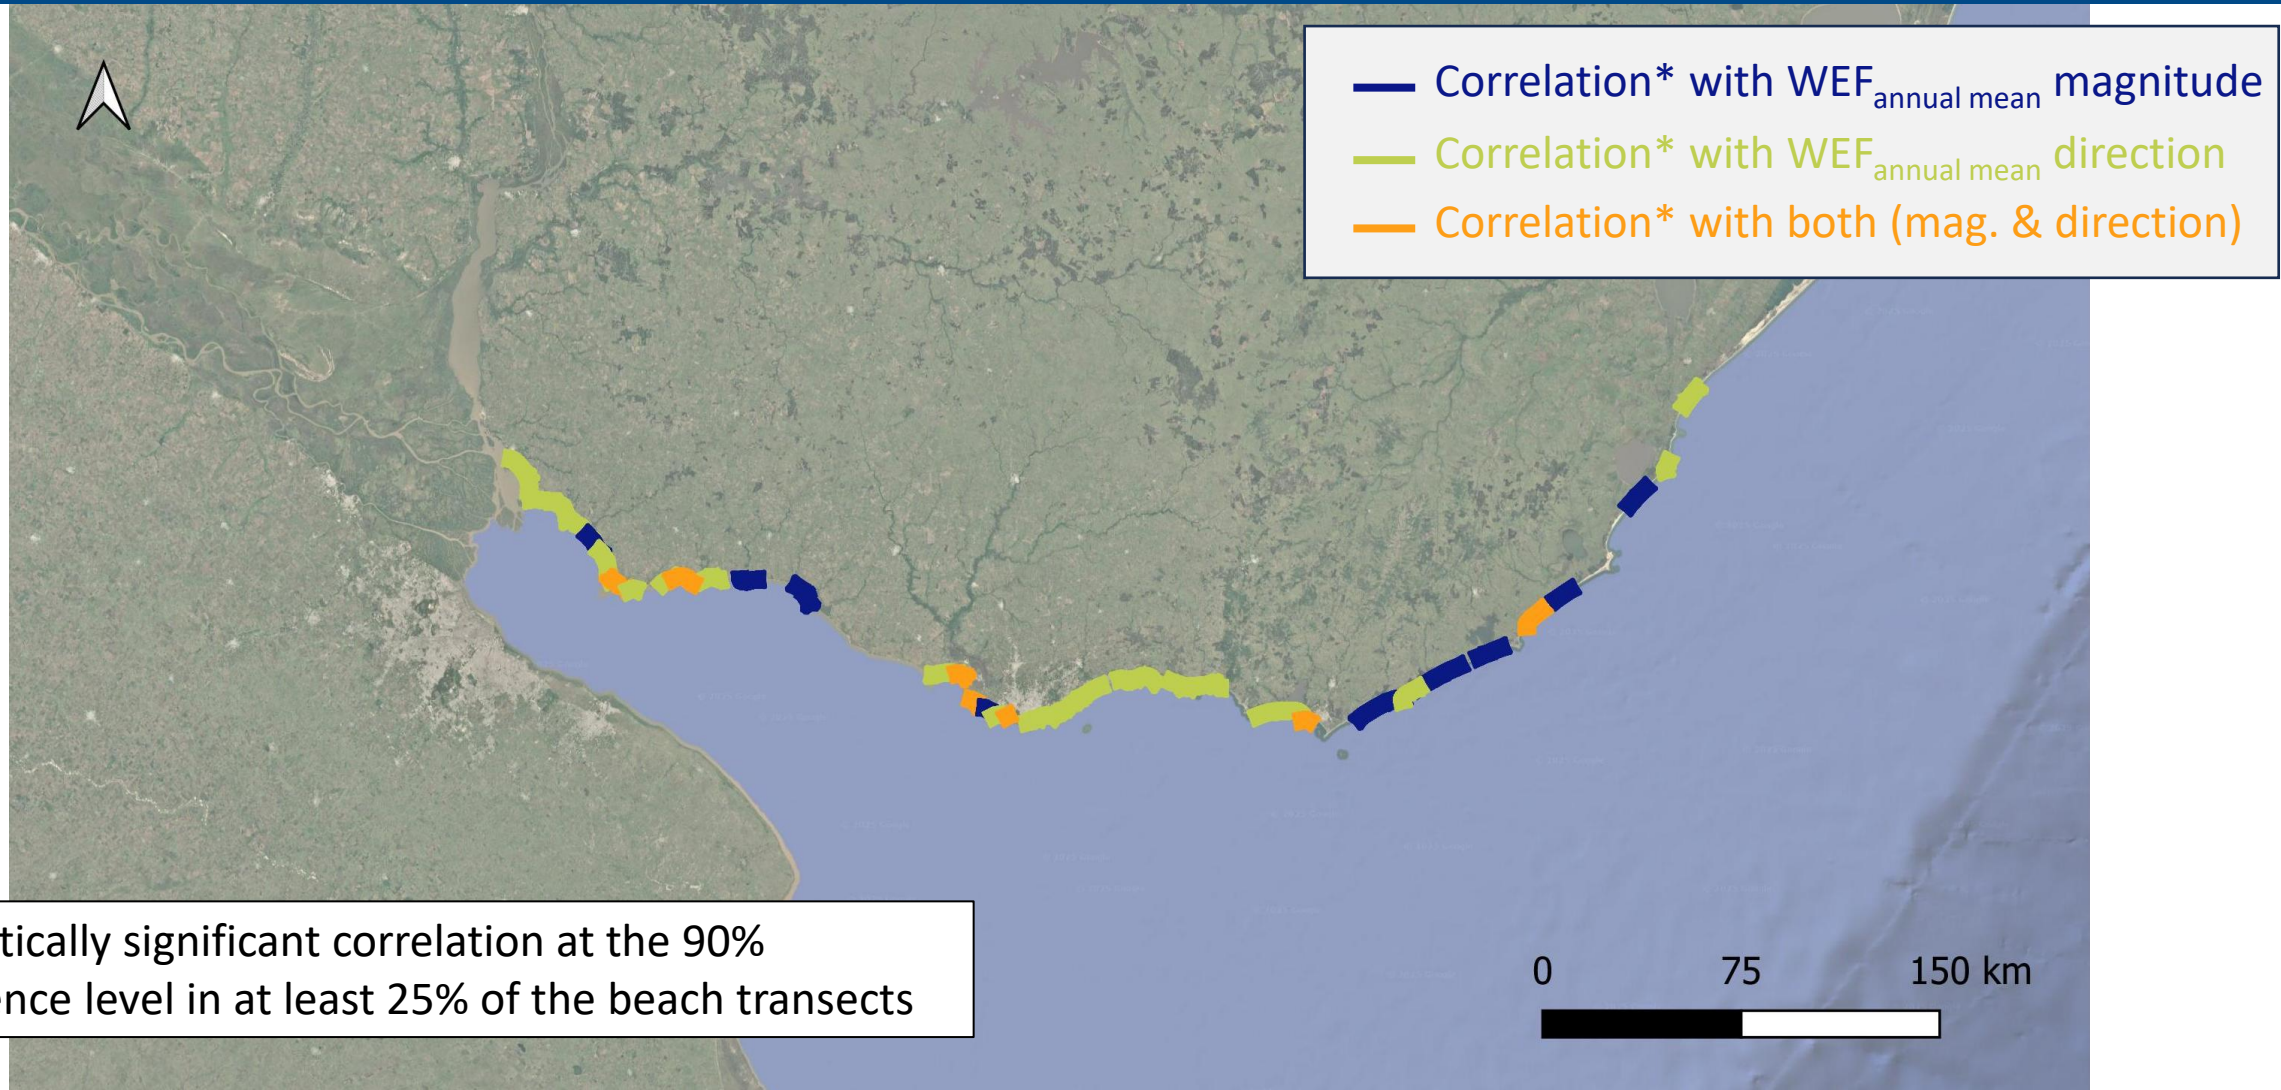 Correlation* with WEFannual mean magnitude
Correlation* with WEFannual mean direction
Correlation* with both (mag. & direction)
tically significant correlation at the 90%
ence level in at least 25% of the beach transects
0 75 150 km